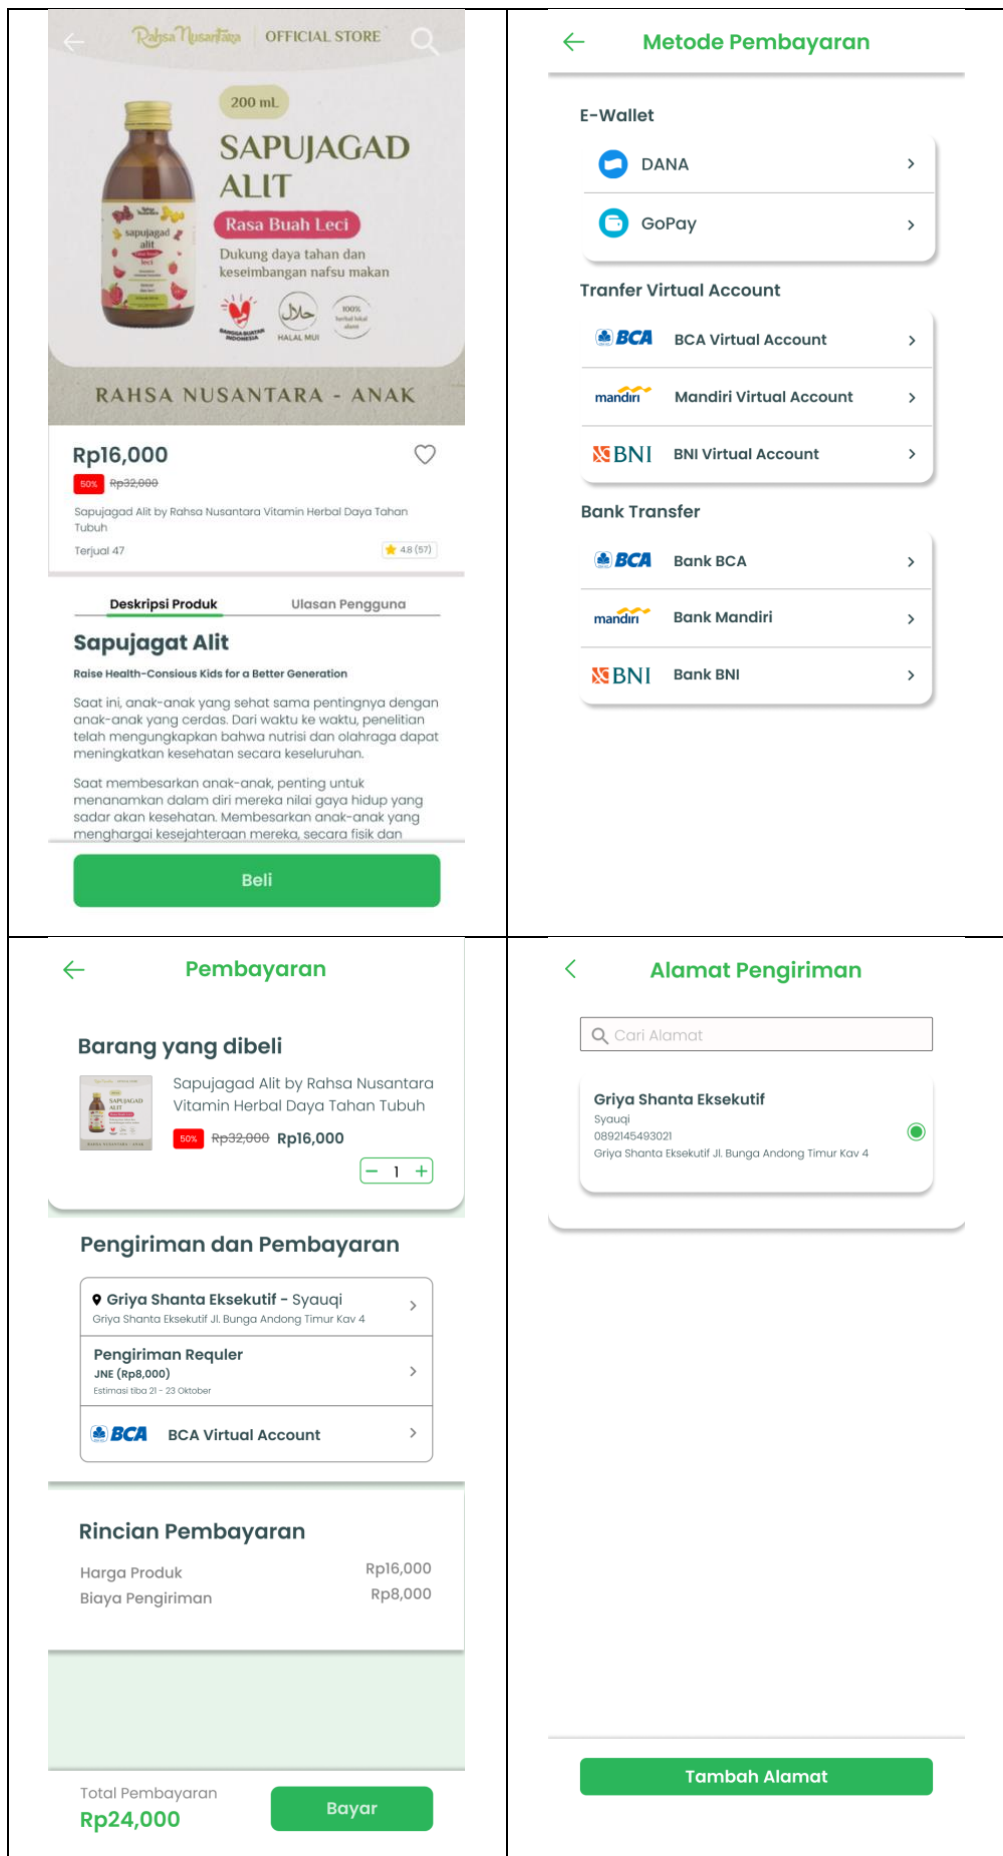 Rahsa Nusantara OFFICIAL STORE
200 mL
SAPUJAGAD
ALIT
Rasa Buah Leci
Dukung daya tahan dan
keseimbangan nafsu makan
sapujagad
alit
BANGGA BUATAN
INDONESIA
حلال
HALAL MUI
100%
herbal lokal
alami
RAHSA NUSANTARA - ANAK
Rp16,000
50% Rp32,000
Sapujagad Alit by Rahsa Nusantara Vitamin Herbal Daya Tahan
Tubuh
Terjual 47
4.8 (57)
Deskripsi Produk Ulasan Pengguna
Sapujagat Alit
Raise Health-Consious Kids for a Better Generation
Saat ini, anak-anak yang sehat sama pentingnya dengan
anak-anak yang cerdas. Dari waktu ke waktu, penelitian
telah mengungkapkan bahwa nutrisi dan olahraga dapat
meningkatkan kesehatan secara keseluruhan.
Saat membesarkan anak-anak, penting untuk
menanamkan dalam diri mereka nilai gaya hidup yang
sadar akan kesehatan. Membesarkan anak-anak yang
menghargai kesejahteraan mereka, secara fisik dan
Beli
Metode Pembayaran
E-Wallet
DANA
GoPay
Tranfer Virtual Account
BCA BCA Virtual Account
mandiri Mandiri Virtual Account
BNI BNI Virtual Account
Bank Transfer
BCA Bank BCA
mandiri Bank Mandiri
BNI Bank BNI
Pembayaran
Barang yang dibeli
Sapujagad Alit by Rahsa Nusantara
Vitamin Herbal Daya Tahan Tubuh
50% Rp32,000 Rp16,000
− 1 +
Pengiriman dan Pembayaran
Griya Shanta Eksekutif - Syauqi
Griya Shanta Eksekutif Jl. Bunga Andong Timur Kav 4
Pengiriman Requler
JNE (Rp8,000)
Estimasi tiba 21 - 23 Oktober
BCA BCA Virtual Account
Rincian Pembayaran
Harga Produk Rp16,000
Biaya Pengiriman Rp8,000
Total Pembayaran
Rp24,000
Bayar
Alamat Pengiriman
Cari Alamat
Griya Shanta Eksekutif
Syauqi
0892145493021
Griya Shanta Eksekutif Jl. Bunga Andong Timur Kav 4
Tambah Alamat